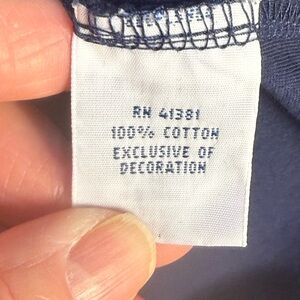 RN 41381
100% COTTON
EXCLUSIVE OF
DECORATION